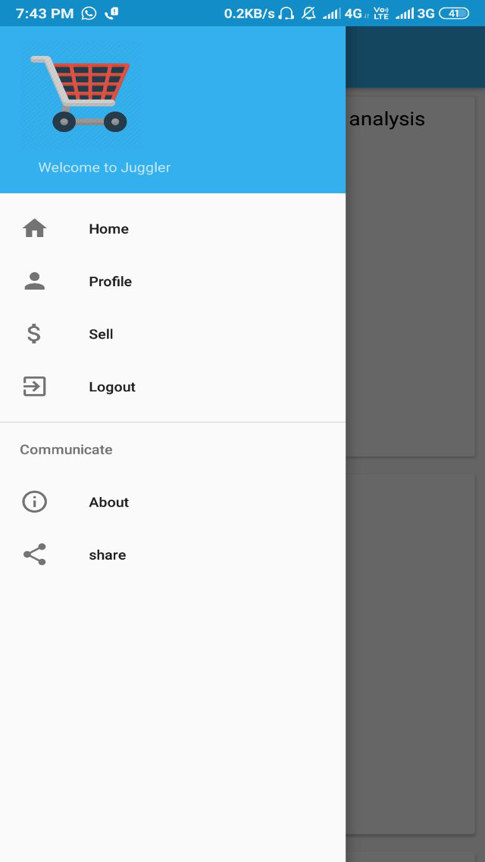 7:43 PM 0.2KB/s 4G Vo) LTE 3G 41
analysis
Welcome to Juggler
Home
Profile
Sell
Logout
Communicate
About
share